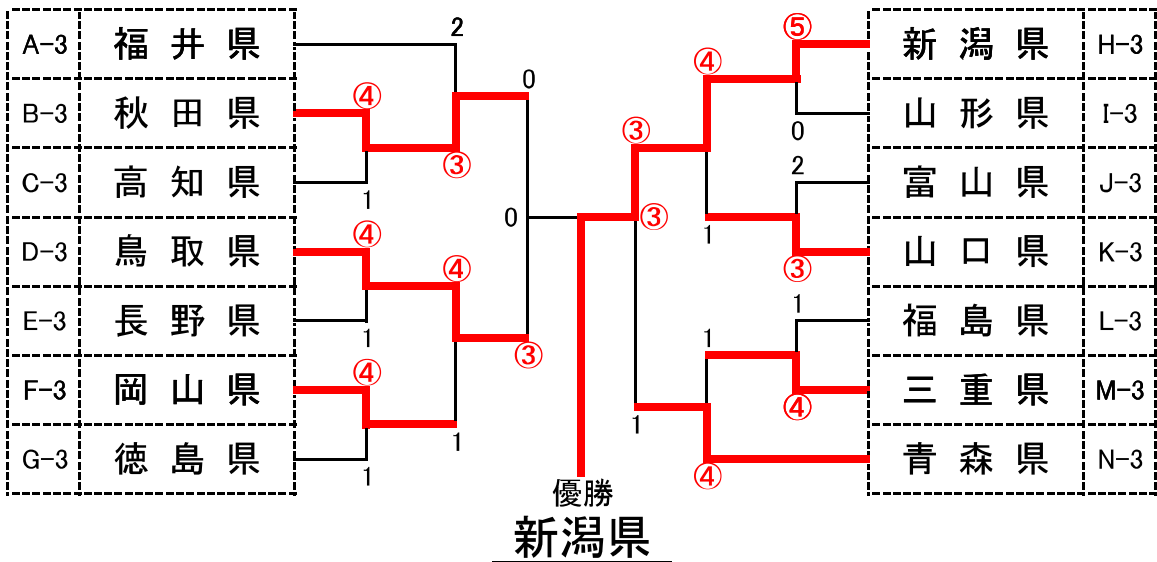 A-3 福井県
B-3 秋田県
C-3 高知県
D-3 鳥取県
E-3 長野県
F-3 岡山県
G-3 徳島県
2
④
③
1
0
④
④
1
④
③
1
1
0
③
③
④
⑤
0
2
1
③
1
1
④
1
④
新潟県 H-3
山形県 I-3
富山県 J-3
山口県 K-3
福島県 L-3
三重県 M-3
青森県 N-3
優勝
新潟県